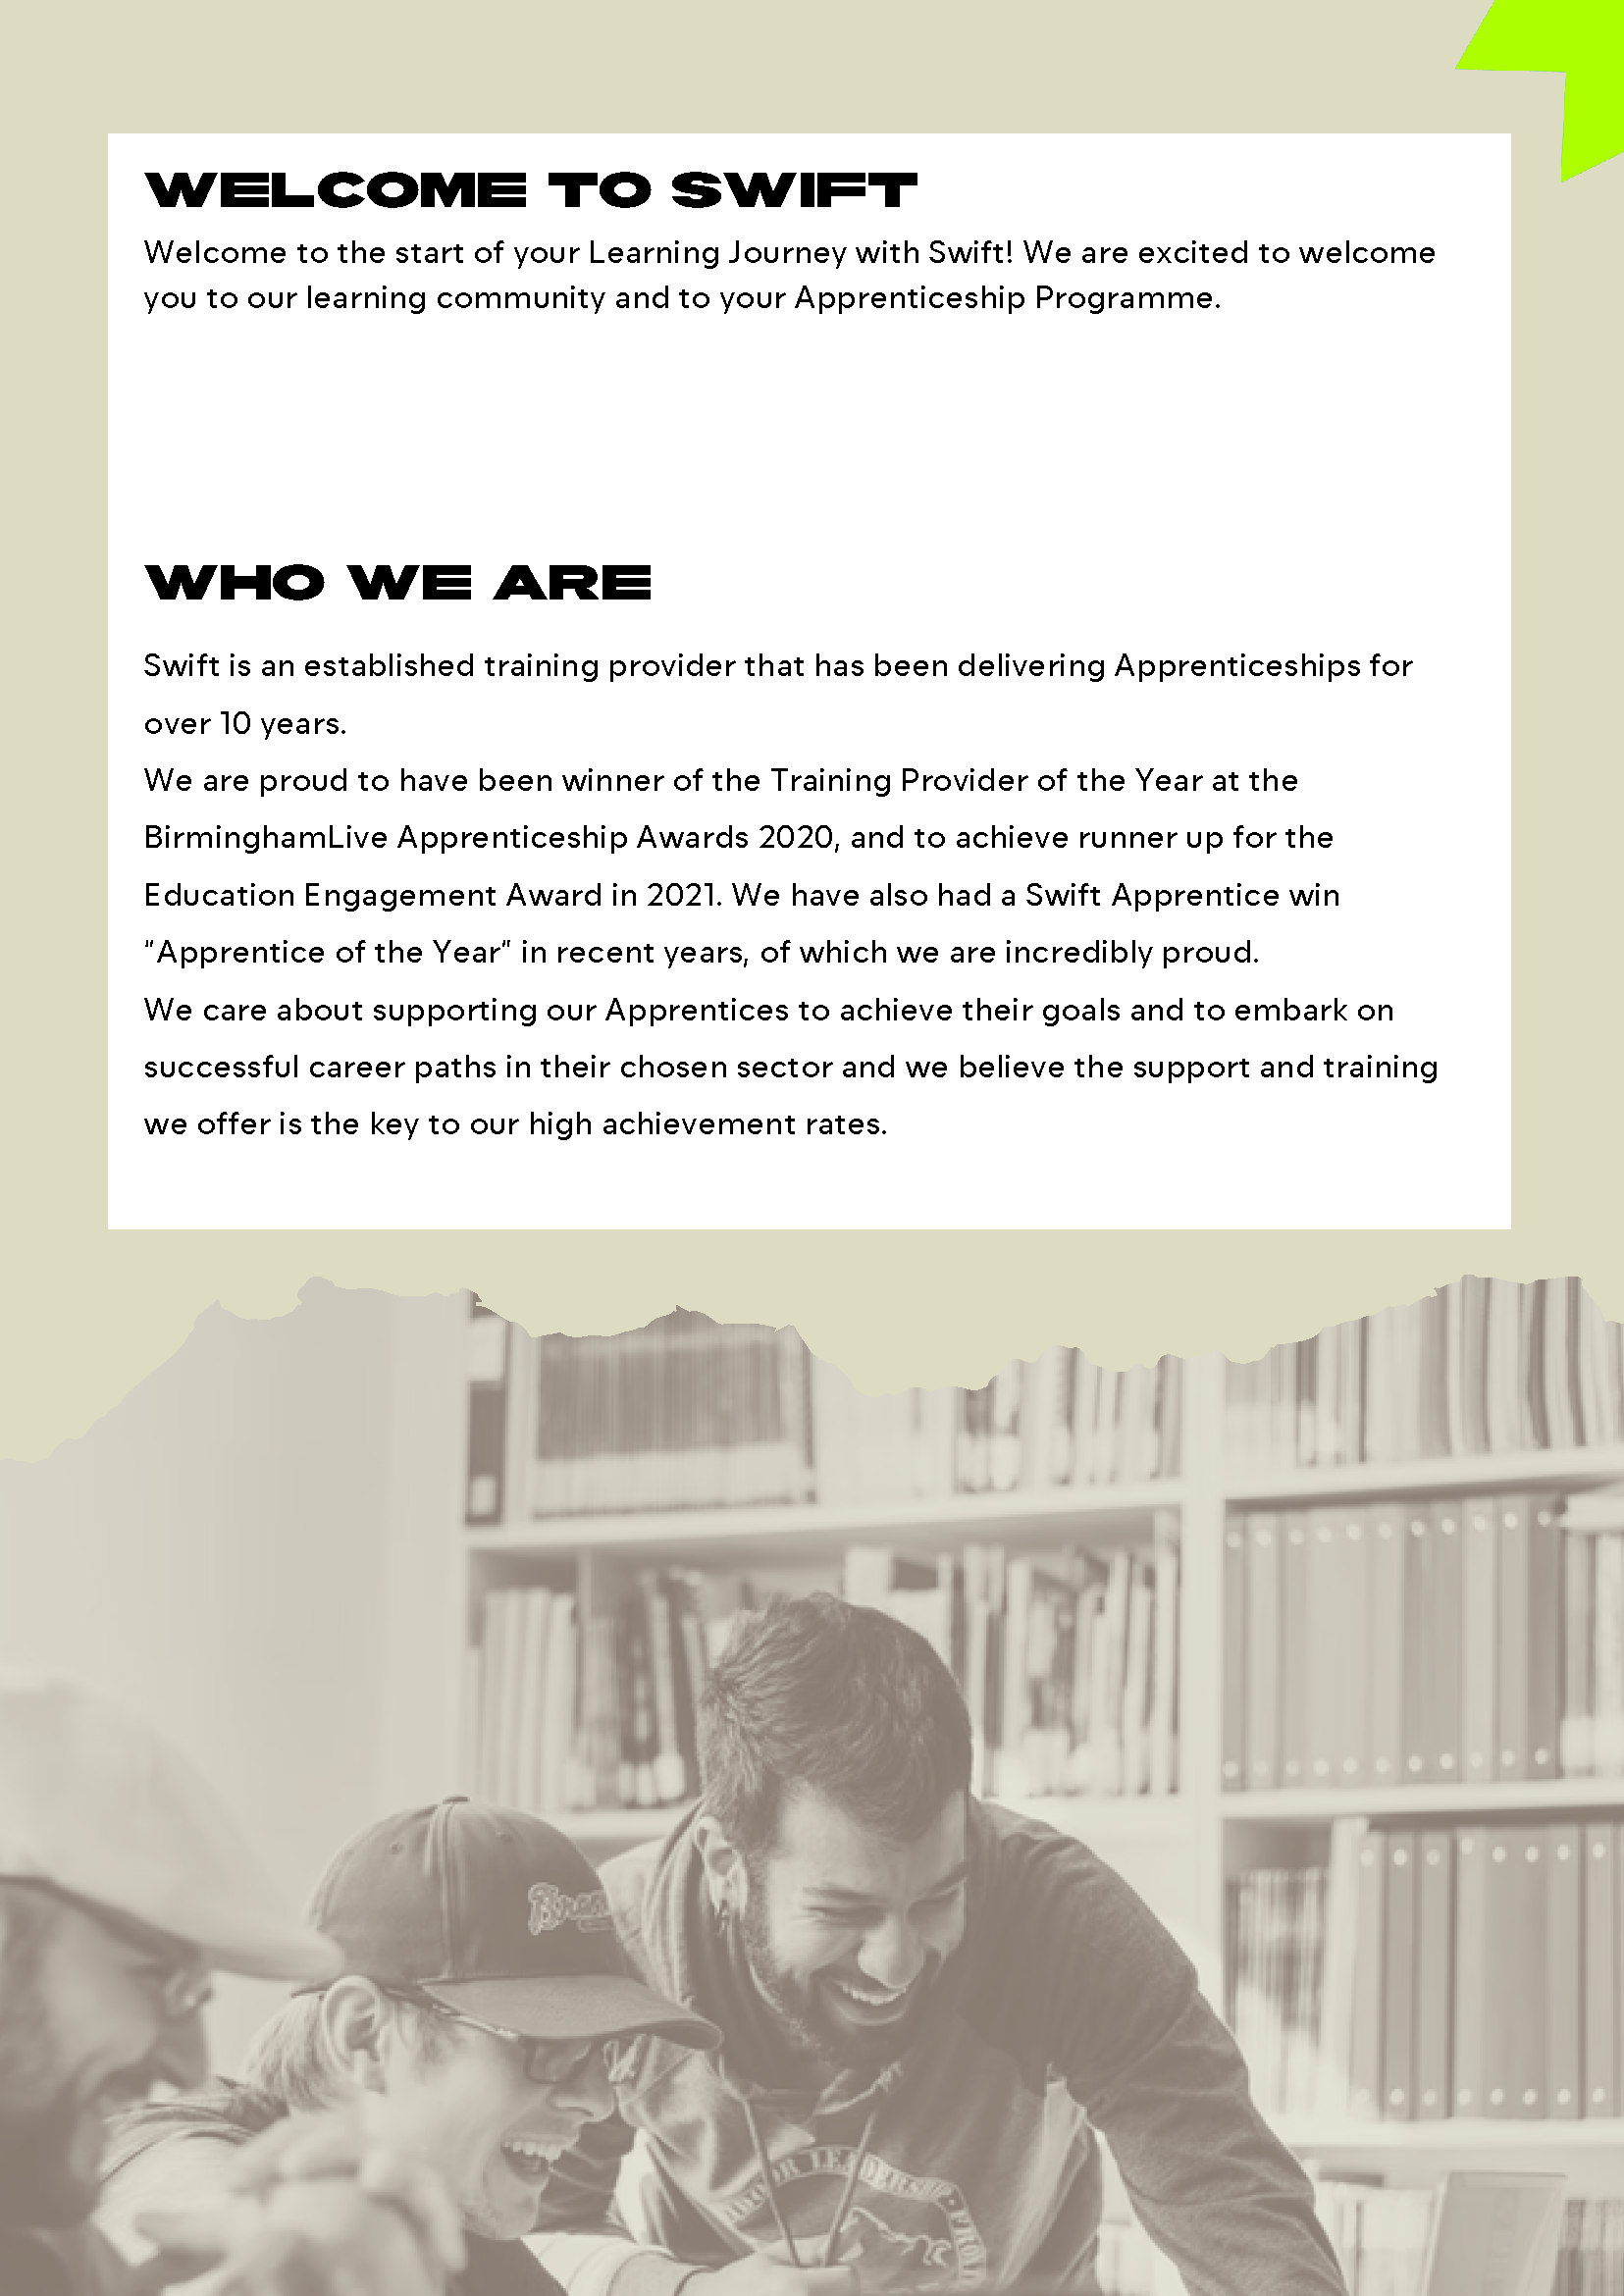 WELCOME TO SWIFT
Welcome to the start of your Learning Journey with Swift! We are excited to welcome
you to our learning community and to your Apprenticeship Programme.
WHO WE ARE
Swift is an established training provider that has been delivering Apprenticeships for
over 10 years.
We are proud to have been winner of the Training Provider of the Year at the
BirminghamLive Apprenticeship Awards 2020, and to achieve runner up for the
Education Engagement Award in 2021. We have also had a Swift Apprentice win
"Apprentice of the Year" in recent years, of which we are incredibly proud.
We care about supporting our Apprentices to achieve their goals and to embark on
successful career paths in their chosen sector and we believe the support and training
we offer is the key to our high achievement rates.
LEADERSHIP